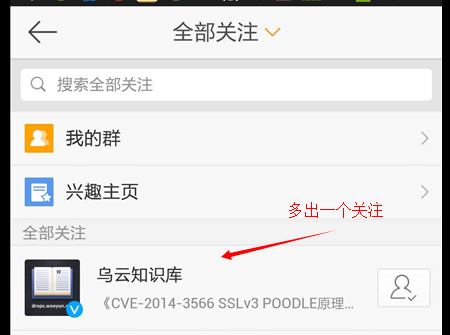 全部关注
搜索全部关注
我的群
兴趣主页
多出一个关注
全部关注
乌云知识库
W
drops.wooyun.o
《CVE-2014-3566 SSLv3 POODLE原理...